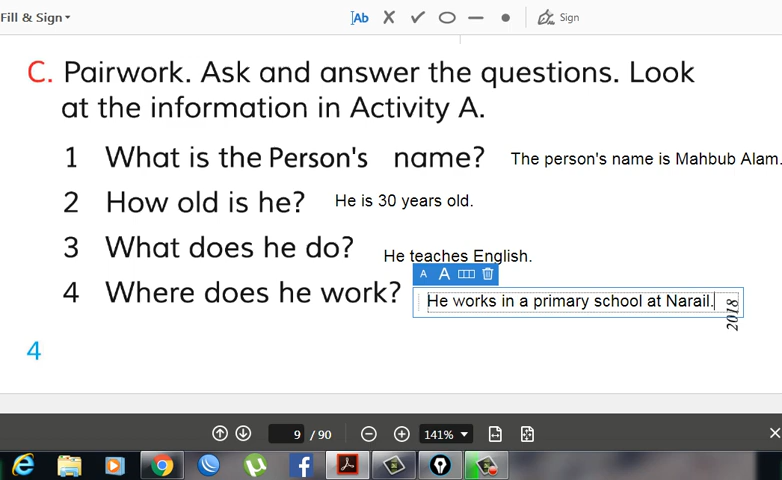 Fill & Sign
Ab
Sign
C. Pairwork. Ask and answer the questions. Look
at the information in Activity A.
1 What is the Person's name? The person's name is Mahbub Alam.
2 How old is he? He is 30 years old.
3 What does he do? He teaches English.
A A
4 Where does he work? He works in a primary school at Narail.
2018
4
9 / 90 141%